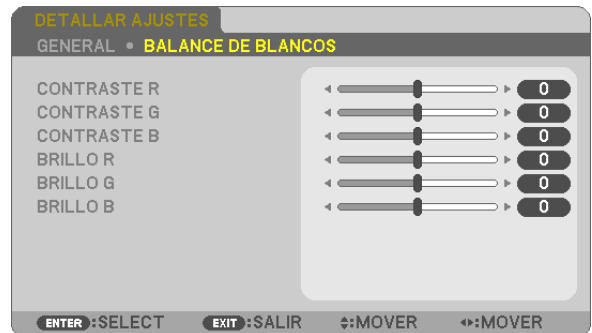 DETALLAR AJUSTES
GENERAL • BALANCE DE BLANCOS
CONTRASTE R 0
CONTRASTE G 0
CONTRASTE B 0
BRILLO R 0
BRILLO G 0
BRILLO B 0
ENTER :SELECT EXIT :SALIR :MOVER :MOVER